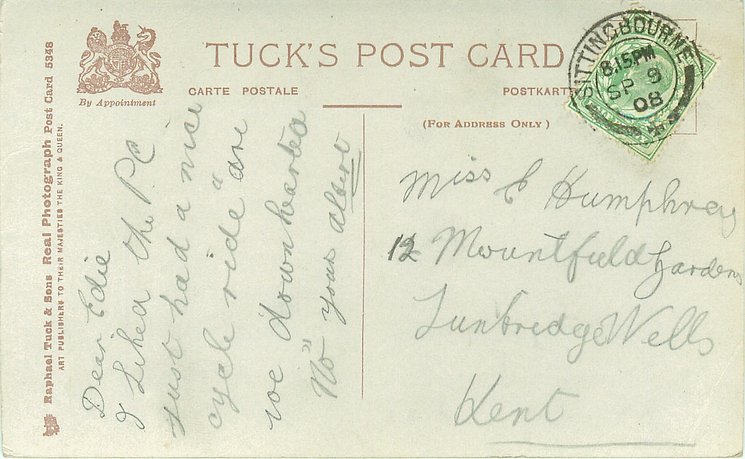 TUCK'S POST CARD
CARTE POSTALE
POSTKARTE
(FOR ADDRESS ONLY)
By Appointment
Raphael Tuck & Sons Real Photograph Post Card 5348
ART PUBLISHERS TO THEIR MAJESTIES THE KING & QUEEN.
SITTINGBOURNE
8.15PM
SP 9
08
Dear Edie
I liked the PC
just had a nice
cycle ride "are
we downhearted
No" your Albert
Miss E Humphrey
12 Mountfield Gardens
Tunbridge Wells
Kent